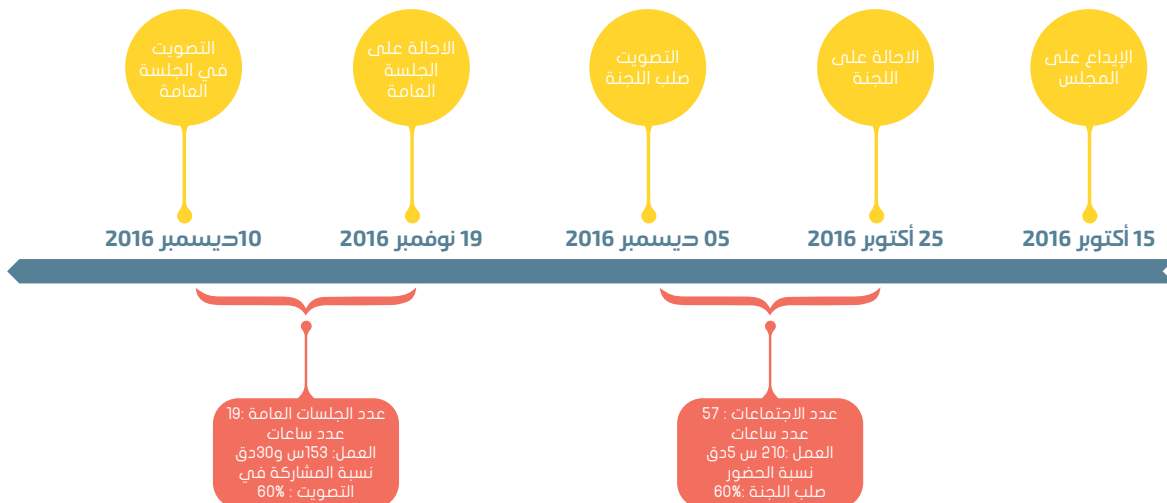 الإيداع على
المجلس
الاحالة على
اللجنة
التصويت
صلب اللجنة
الاحالة على
الجلسة
العامة
التصويت
في الجلسة
العامة
15 أكتوبر 2016
25 أكتوبر 2016
05 ديسمبر 2016
19 نوفمبر 2016
10ديسمبر 2016
عدد الاجتماعات : 57
عدد ساعات
العمل :210 س 5دق
نسبة الحضور
صلب اللجنة :60%
عدد الجلسات العامة :19
عدد ساعات
العمل: 153س و30دق
نسبة المشاركة في
التصويت : 60%